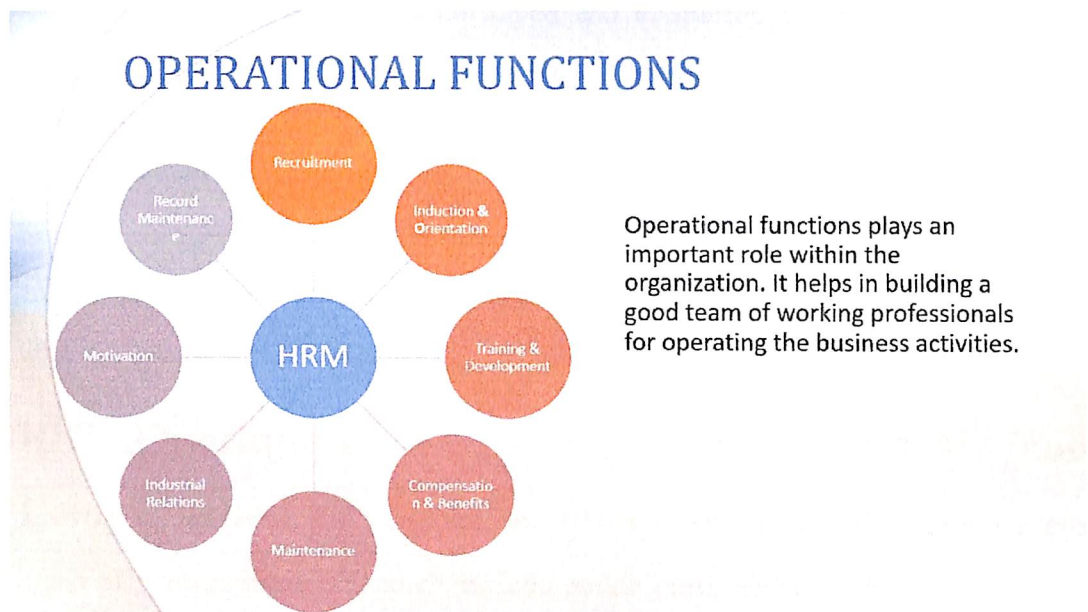 OPERATIONAL FUNCTIONS
Recruitment
Induction &
Orientation
Training &
Development
Compensatio
n & Benefits
Maintenance
Industrial
Relations
Motivation
Record
Maintenanc
e
HRM
Operational functions plays an
important role within the
organization. It helps in building a
good team of working professionals
for operating the business activities.